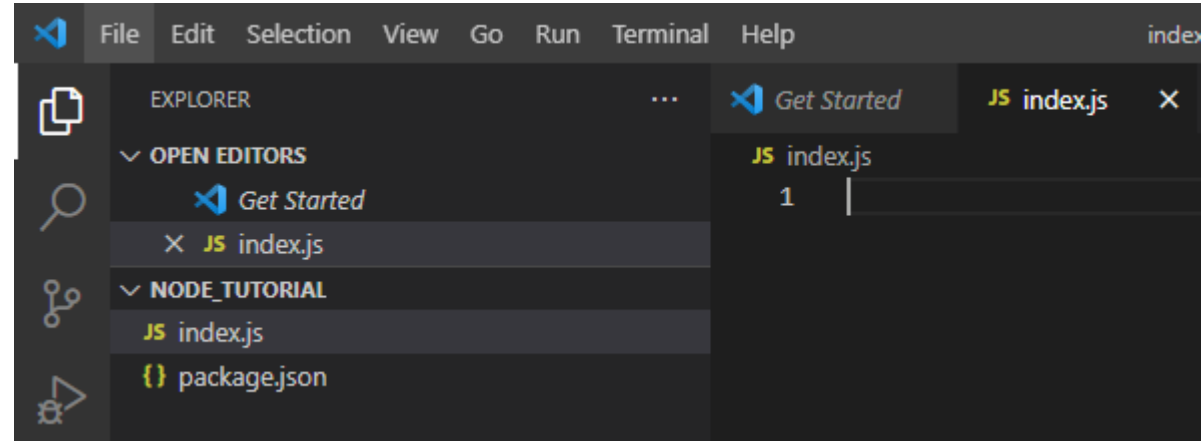 File Edit Selection View Go Run Terminal Help
EXPLORER ...
Get Started
JS index.js
OPEN EDITORS
Get Started
JS index.js
NODE_TUTORIAL
JS index.js
{} package.json
JS index.js
1